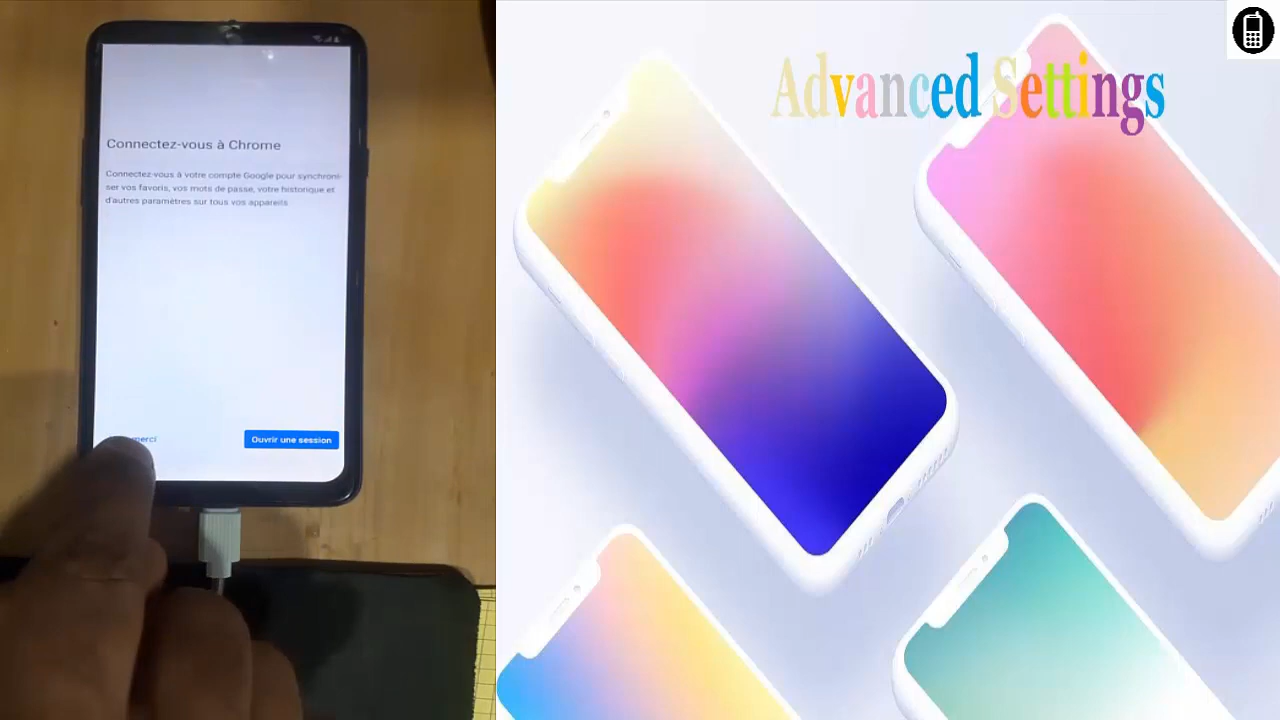 Advanced Settings
Connectez-vous à Chrome
Connectez-vous à votre compte Google pour synchroni-
ser vos favoris, vos mots de passe, votre historique et
d'autres paramètres sur tous vos appareils
merci
Ouvrir une session